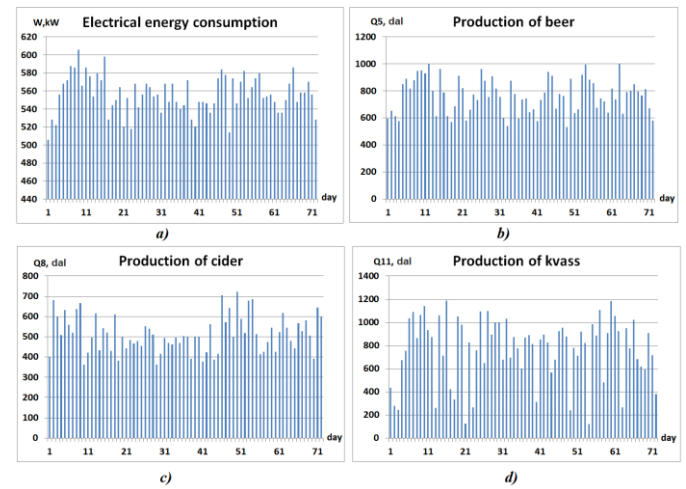 W,kW Electrical energy consumption
620
600
580
560
540
520
500
480
460
440
day
1 11 21 31 41 51 61 71
a)
Q5, dal Production of beer
1200
1000
800
600
400
200
0
day
1 11 21 31 41 51 61 71
b)
Q8, dal Production of cider
800
700
600
500
400
300
200
100
0
day
1 11 21 31 41 51 61 71
c)
Q11, dal Production of kvass
1400
1200
1000
800
600
400
200
0
day
1 11 21 31 41 51 61 71
d)